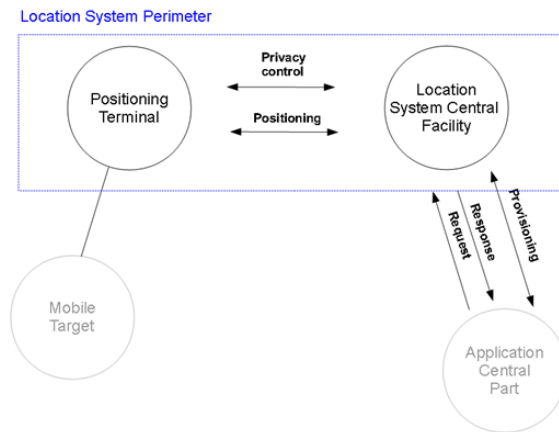 Location System Perimeter
Privacy
control
Positioning
Terminal
Location
System Central
Facility
Positioning
Request
Response
Provisioning
Mobile
Target
Application
Central
Part